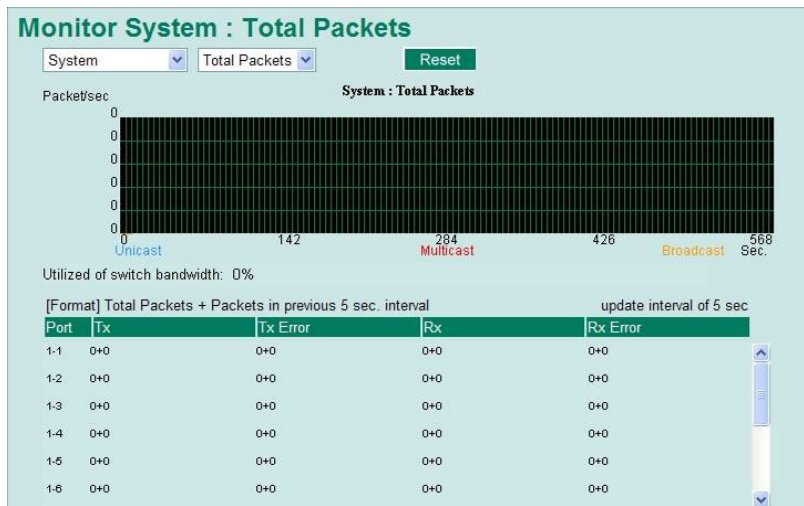 Monitor System : Total Packets
System Total Packets Reset
System : Total Packets
Packet/sec
0
0
0
0
0
0
0 142 284 426 568
Unicast Multicast Broadcast Sec.
Utilized of switch bandwidth: 0%
[Format] Total Packets + Packets in previous 5 sec. interval update interval of 5 sec
Port Tx Tx Error Rx Rx Error
1-1 0+0 0+0 0+0 0+0
1-2 0+0 0+0 0+0 0+0
1-3 0+0 0+0 0+0 0+0
1-4 0+0 0+0 0+0 0+0
1-5 0+0 0+0 0+0 0+0
1-6 0+0 0+0 0+0 0+0